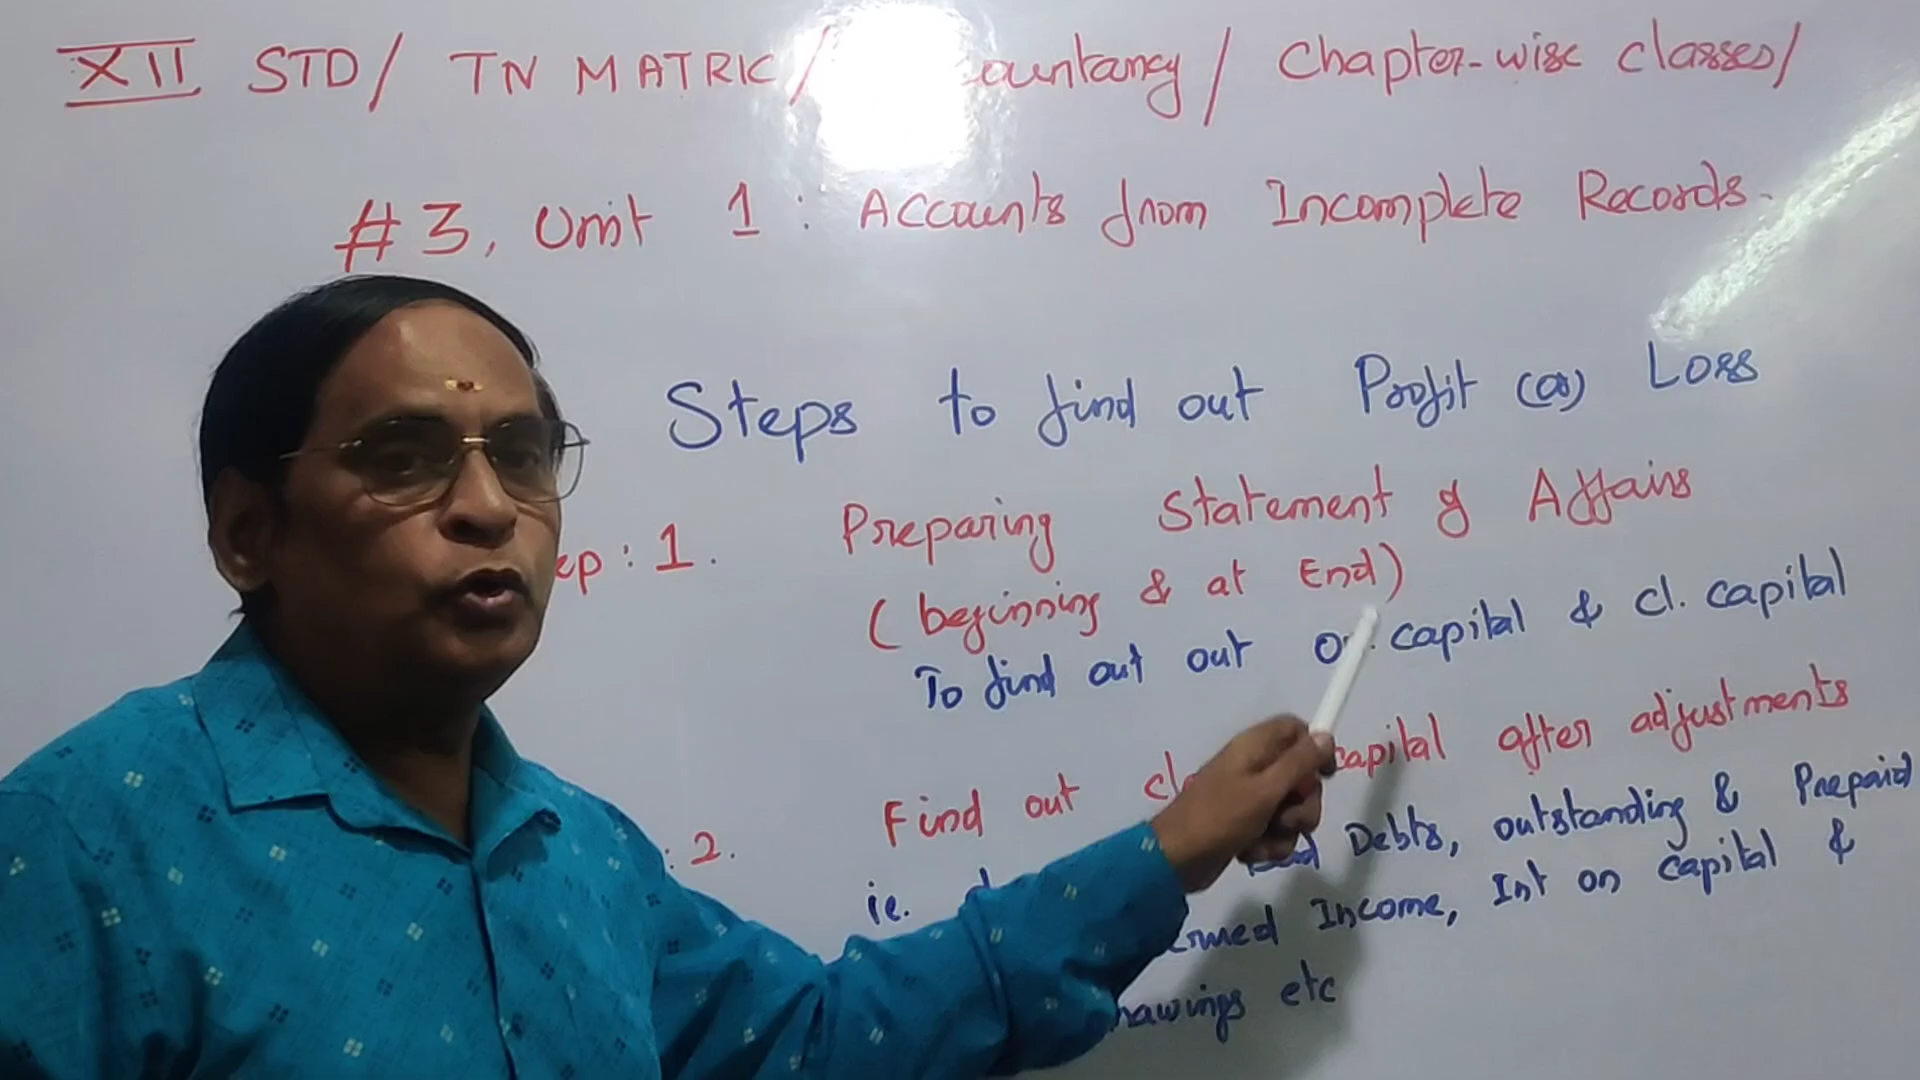 XII STD/ TN MATRIC/ ountancy/ Chapter-wise classes/
#3, Unit 1 : Accounts from Incomplete Records.
Steps to find out Profit (or) Loss
ep : 1. Preparing Statement of Affairs
(beginning & at End)
To find out out capital & cl. capital
: 2. Find out capital after adjustments
ie. Debts, outstanding & Prepaid
Income, Int on capital &
etc